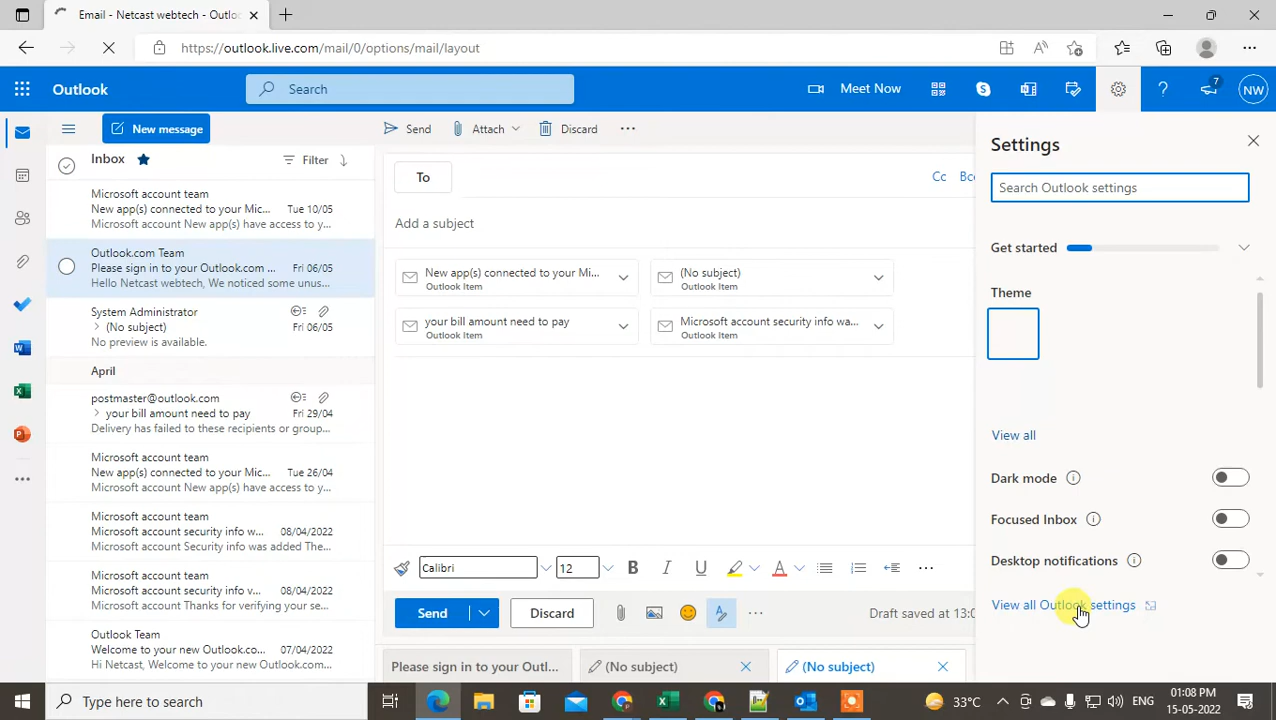 Email - Netcast webtech - Outlo
https://outlook.live.com/mail/0/options/mail/layout
Outlook
Search
Meet Now
7
NW
New message
Send
Attach
Discard
Inbox
Filter
Microsoft account team
New app(s) connected to your Mic...
Tue 10/05
Microsoft account New app(s) have access to y...
Outlook.com Team
Please sign in to your Outlook.com ...
Fri 06/05
Hello Netcast webtech, We noticed some unus...
System Administrator
(No subject)
Fri 06/05
No preview is available.
April
postmaster@outlook.com
your bill amount need to pay
Fri 29/04
Delivery has failed to these recipients or group...
Microsoft account team
New app(s) connected to your Mic...
Tue 26/04
Microsoft account New app(s) have access to y...
Microsoft account team
Microsoft account security info w...
08/04/2022
Microsoft account Security info was added The...
Microsoft account team
Microsoft account security info v...
08/04/2022
Microsoft account Thanks for verifying your se...
Outlook Team
Welcome to your new Outlook.co...
07/04/2022
Hi Netcast, Welcome to your new Outlook.com...
To
Cc
Bcc
Add a subject
New app(s) connected to your Mi...
Outlook Item
(No subject)
Outlook Item
your bill amount need to pay
Outlook Item
Microsoft account security info wa...
Outlook Item
Calibri
12
B
I
U
A
Send
Discard
Draft saved at 13:0
Please sign in to your Outl...
(No subject)
(No subject)
Settings
Search Outlook settings
Get started
Theme
View all
Dark mode
Focused Inbox
Desktop notifications
View all Outlook settings
Type here to search
33°C
ENG
01:08 PM
15-05-2022